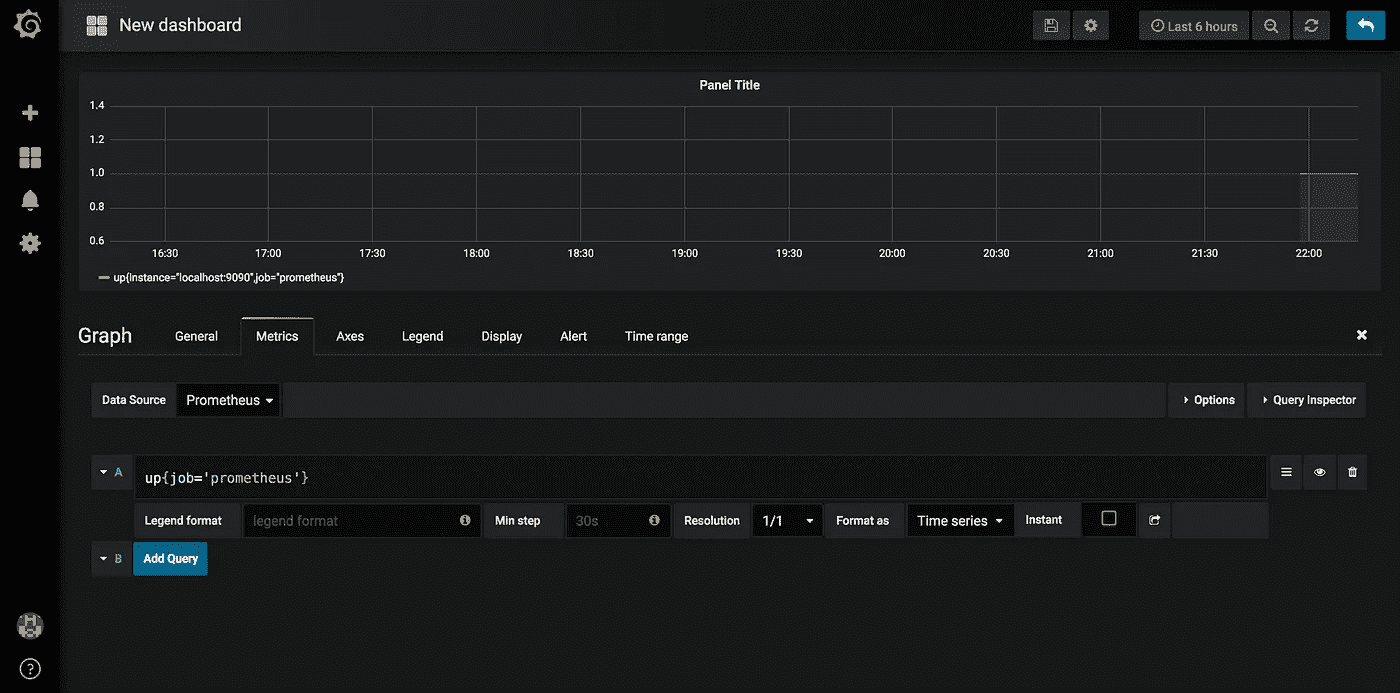 New dashboard
Last 6 hours
Panel Title
1.4
1.2
1.0
0.8
0.6
16:30 17:00 17:30 18:00 18:30 19:00 19:30 20:00 20:30 21:00 21:30 22:00
up{instance="localhost:9090",job="prometheus"}
Graph General Metrics Axes Legend Display Alert Time range
Data Source Prometheus Options Query Inspector
A up{job='prometheus'}
Legend format legend format Min step 30s Resolution 1/1 Format as Time series Instant
B Add Query